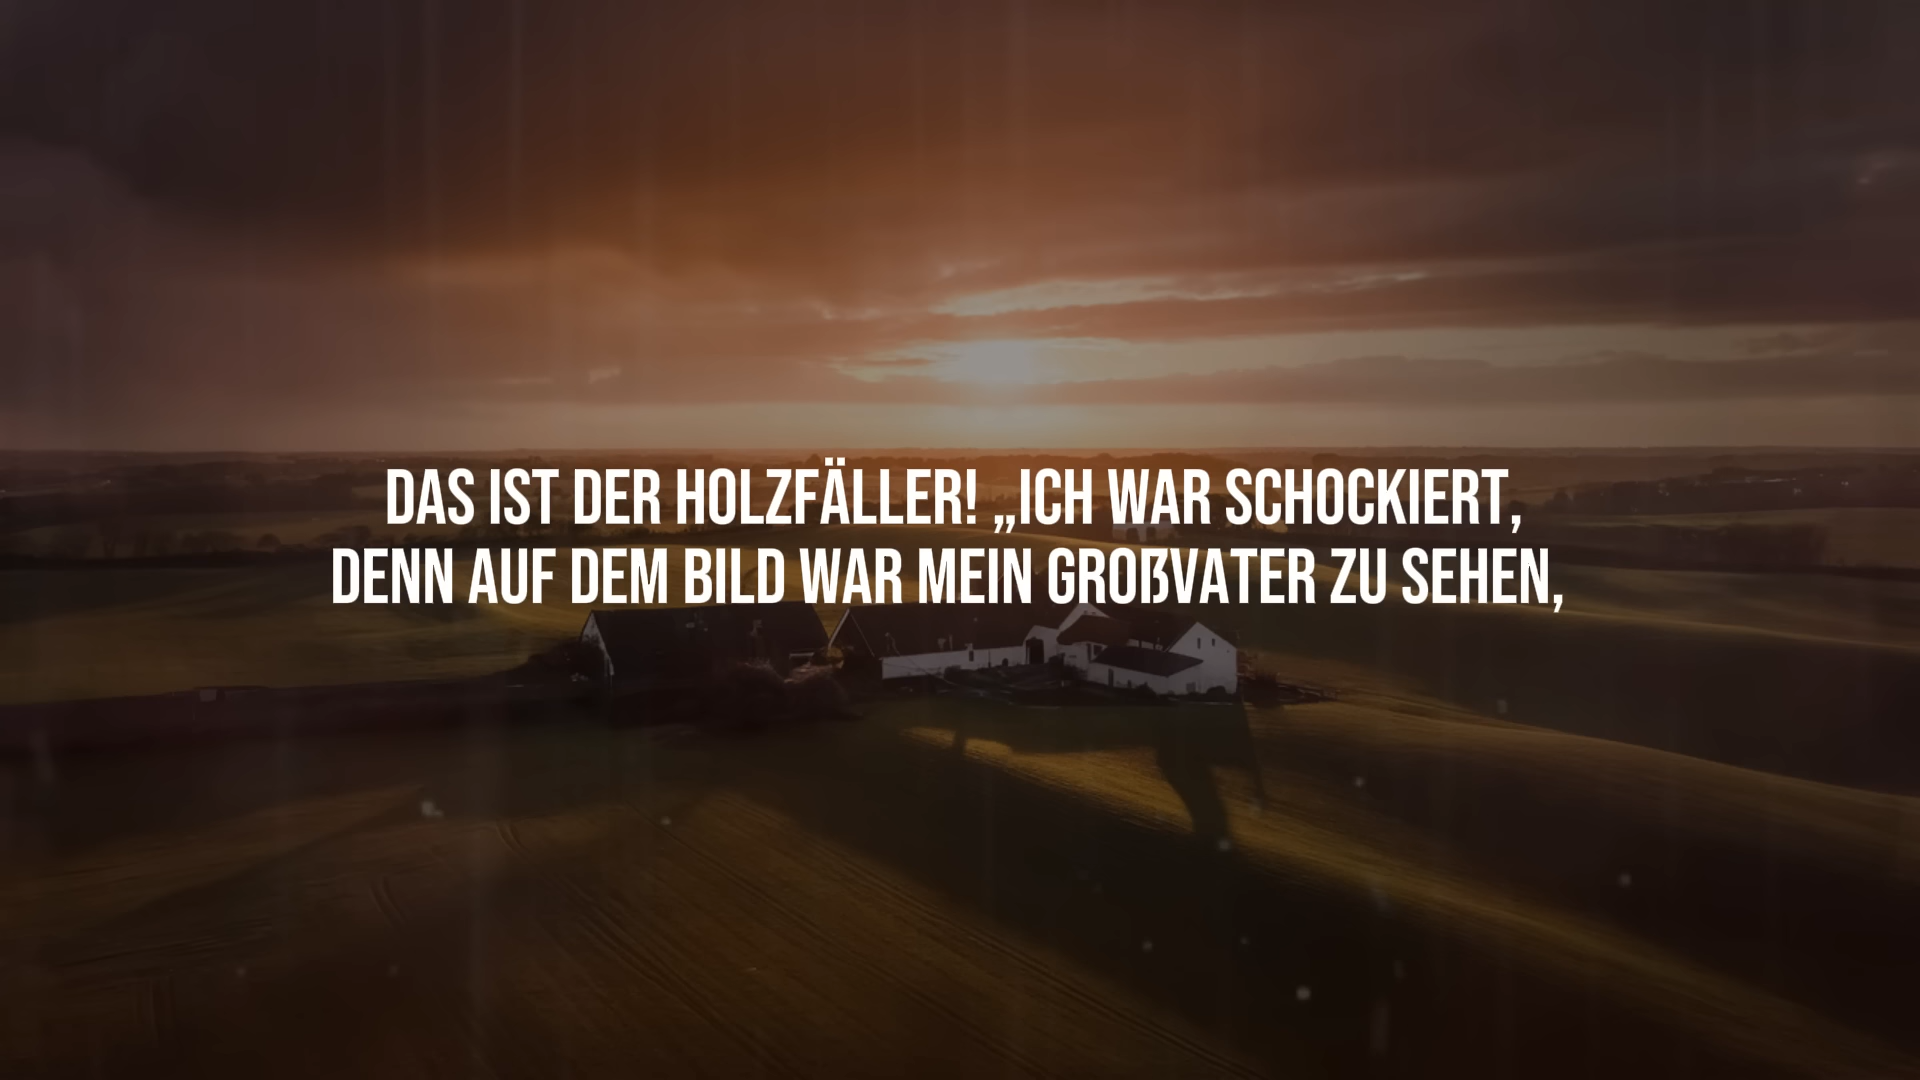 DAS IST DER HOLZFÄLLER! „ICH WAR SCHOCKIERT,
DENN AUF DEM BILD WAR MEIN GROßVATER ZU SEHEN,